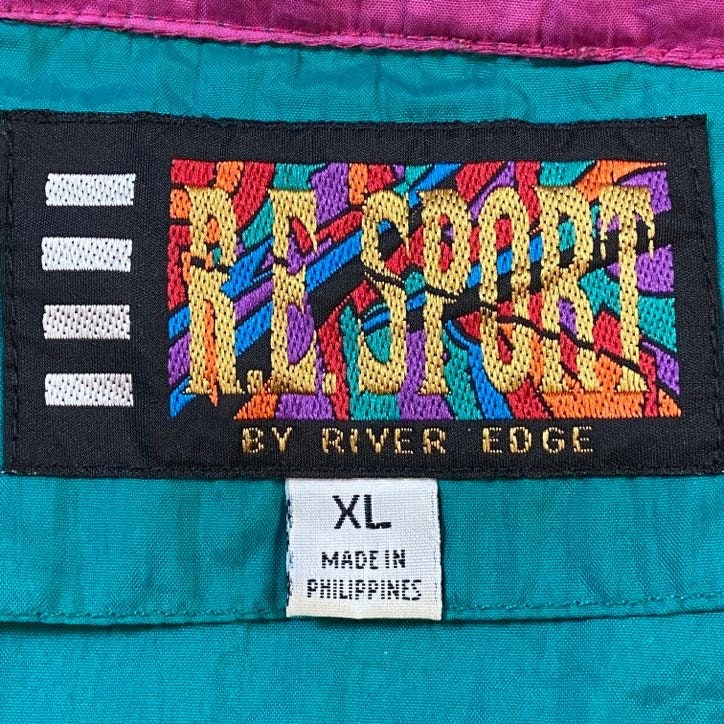 R.E. SPORT
BY RIVER EDGE
XL
MADE IN
PHILIPPINES